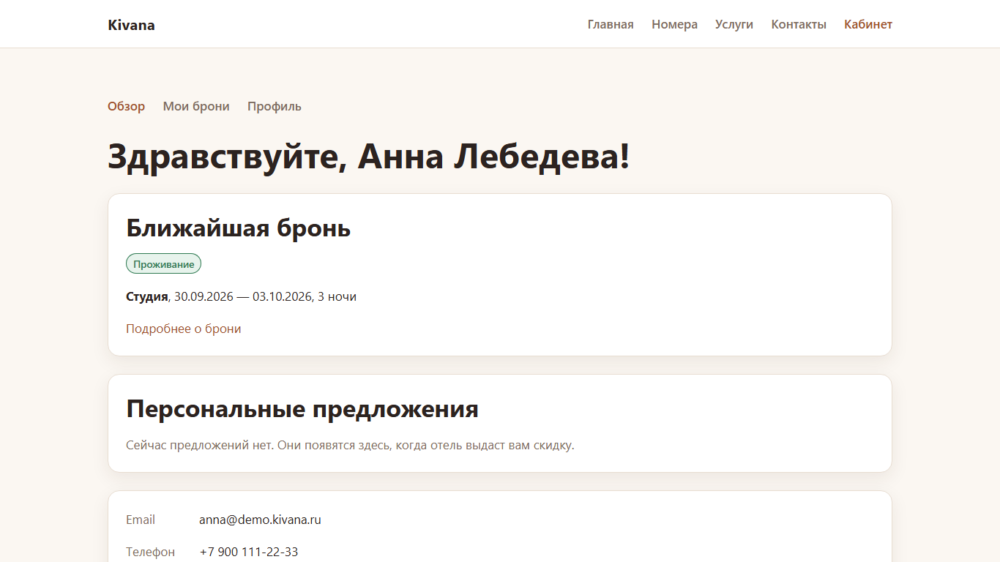 Kivana
Главная Номера Услуги Контакты Кабинет
Обзор Мои брони Профиль
Здравствуйте, Анна Лебедева!
Ближайшая бронь
Проживание
Студия, 30.09.2026 — 03.10.2026, 3 ночи
Подробнее о брони
Персональные предложения
Сейчас предложений нет. Они появятся здесь, когда отель выдаст вам скидку.
Email anna@demo.kivana.ru
Телефон +7 900 111-22-33